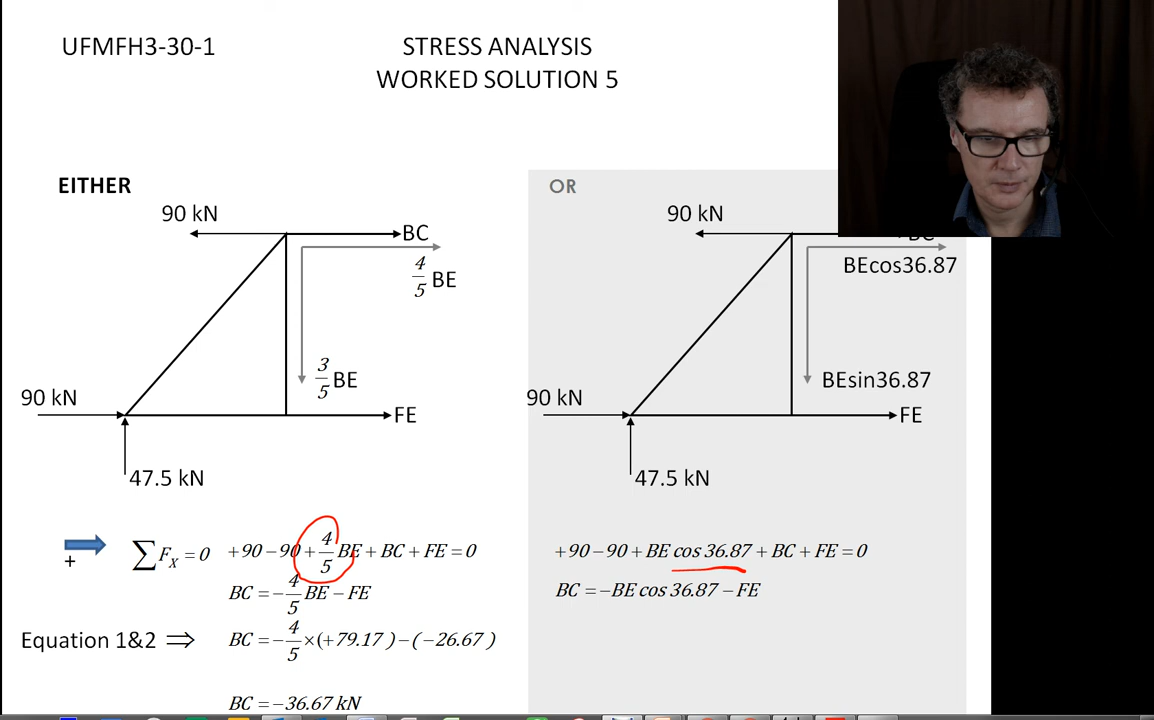 UFMFH3-30-1
STRESS ANALYSIS
WORKED SOLUTION 5
EITHER
90 kN
BC
4/5 BE
3/5 BE
90 kN
FE
47.5 kN
+
∑F_X = 0 +90 − 90 + 4/5 BE + BC + FE = 0
BC = − 4/5 BE − FE
Equation 1&2 ⇒ BC = − 4/5 × (+79.17) − (−26.67)
BC = −36.67 kN
OR
90 kN
BEcos36.87
BEsin36.87
90 kN
FE
47.5 kN
+90 − 90 + BE cos 36.87 + BC + FE = 0
BC = −BE cos 36.87 − FE